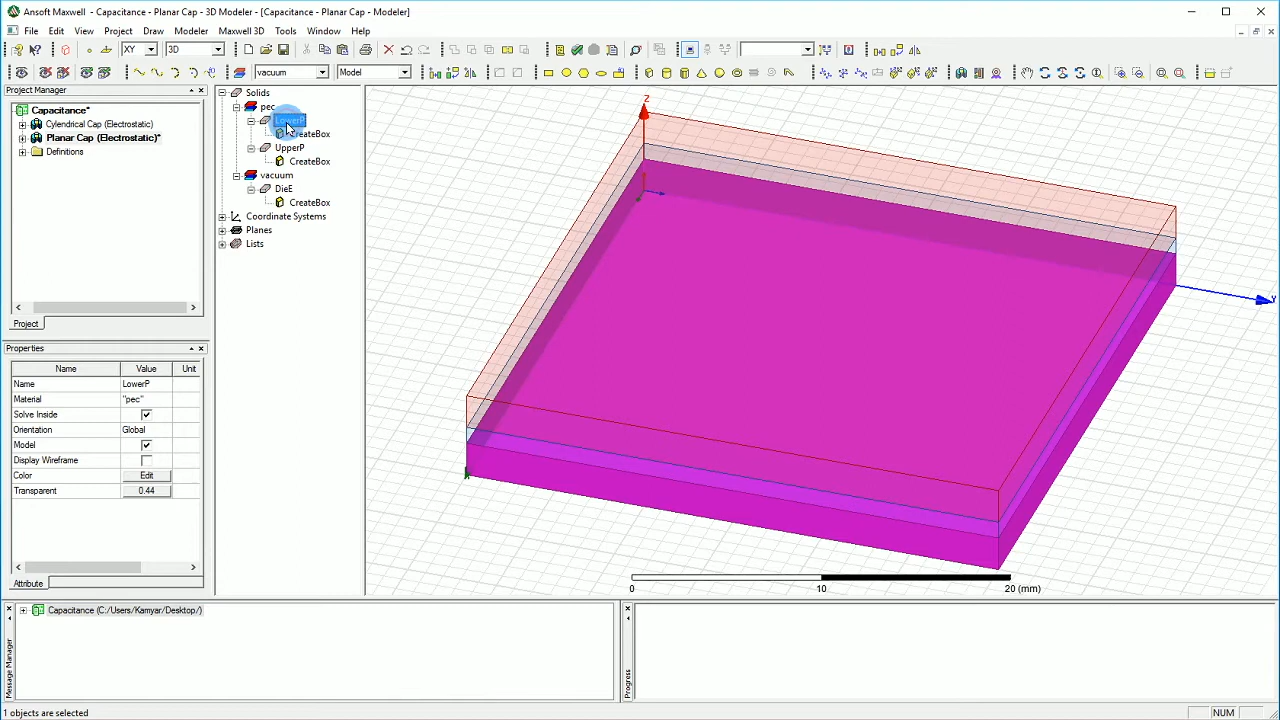 Ansoft Maxwell - Capacitance - Planar Cap - 3D Modeler - [Capacitance - Planar Cap - Modeler]
File Edit View Project Draw Modeler Maxwell 3D Tools Window Help
XY 3D
vacuum Model
Project Manager
Capacitance*
Cylendrical Cap (Electrostatic)
Planar Cap (Electrostatic)*
Definitions
Project
Solids
pec
LowerP
CreateBox
UpperP
CreateBox
vacuum
DieE
CreateBox
Coordinate Systems
Planes
Lists
Properties
Name Value Unit
Name LowerP
Material "pec"
Solve Inside
Orientation Global
Model
Display Wireframe
Color Edit
Transparent 0.44
Attribute
Z
Y
0 10 20 (mm)
Message Manager
Capacitance (C:/Users/Kamyar/Desktop/)
Progress
1 objects are selected
NUM